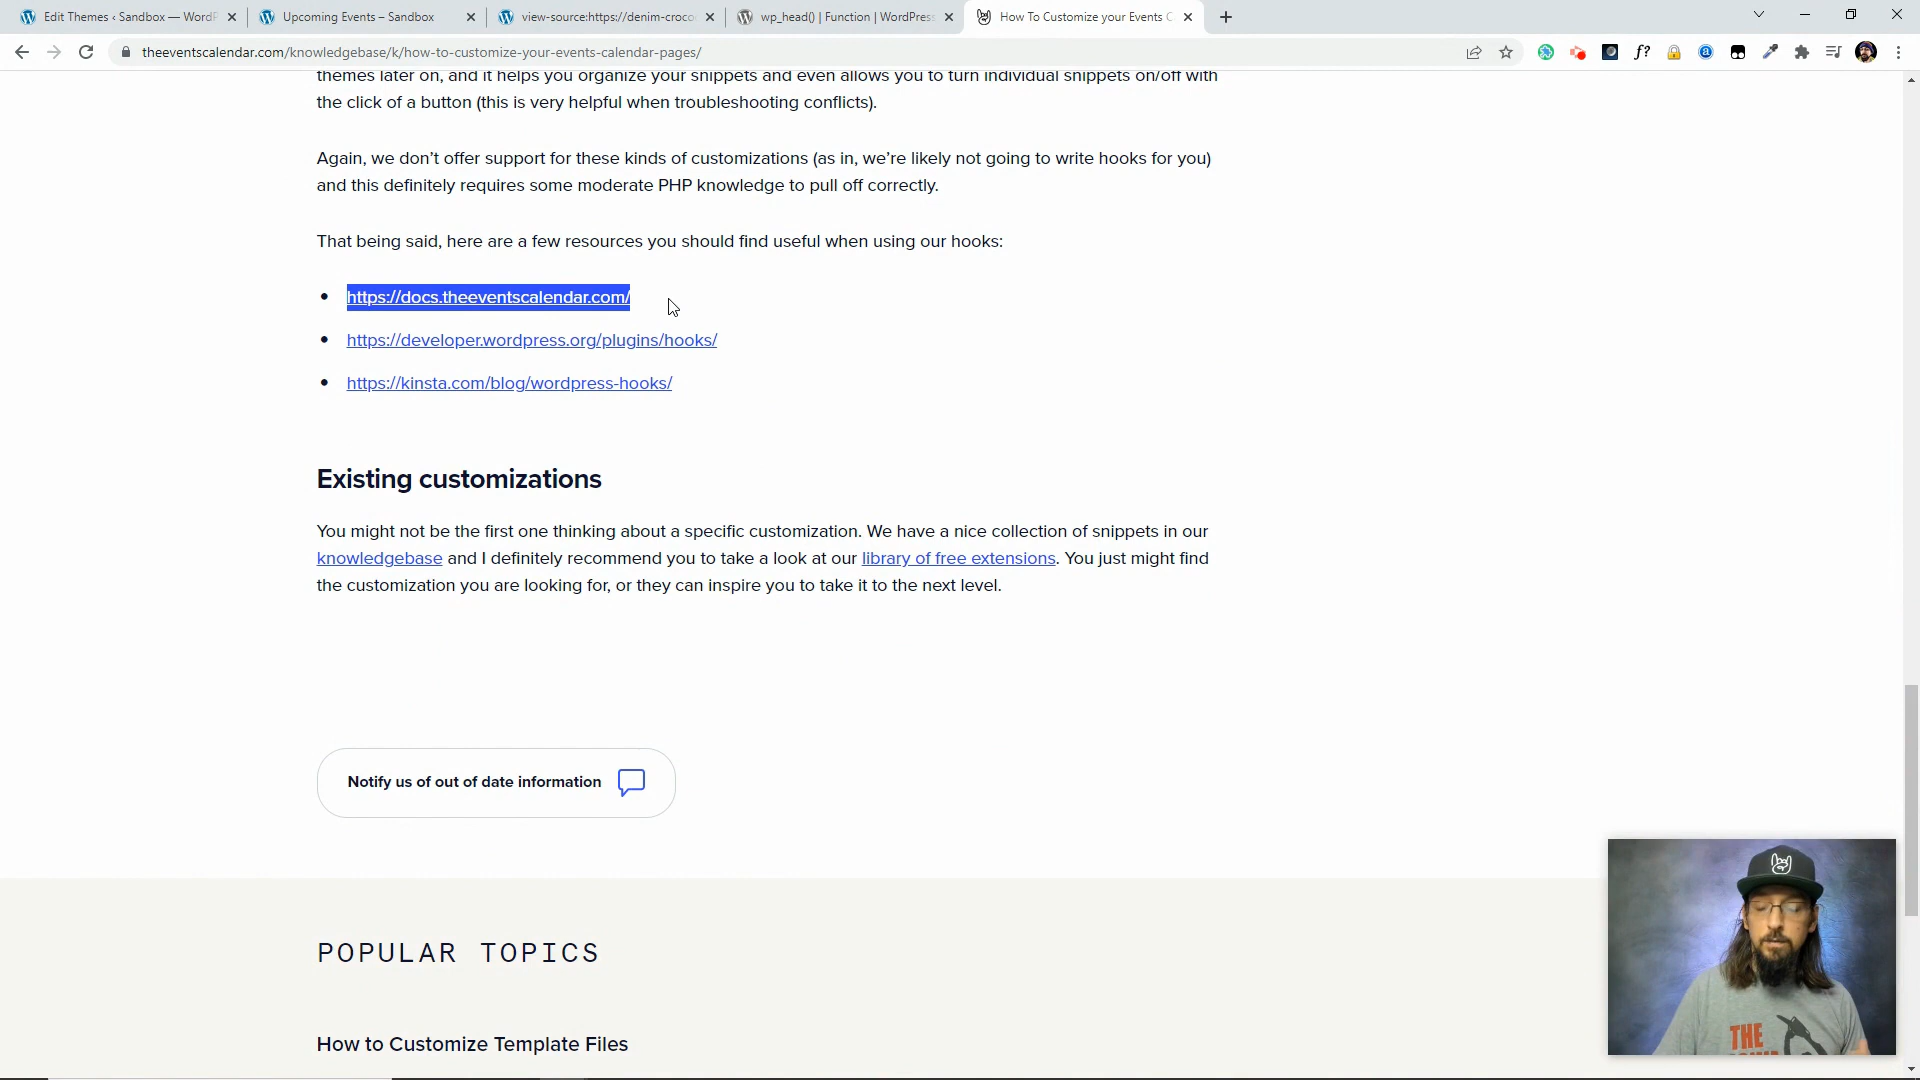 Edit Themes ‹ Sandbox — WordP
Upcoming Events – Sandbox
view-source:https://denim-croco
wp_head() | Function | WordPress
How To Customize your Events C
theeventscalendar.com/knowledgebase/k/how-to-customize-your-events-calendar-pages/
themes later on, and it helps you organize your snippets and even allows you to turn individual snippets on/off with
the click of a button (this is very helpful when troubleshooting conflicts).
Again, we don’t offer support for these kinds of customizations (as in, we’re likely not going to write hooks for you)
and this definitely requires some moderate PHP knowledge to pull off correctly.
That being said, here are a few resources you should find useful when using our hooks:
https://docs.theeventscalendar.com/
https://developer.wordpress.org/plugins/hooks/
https://kinsta.com/blog/wordpress-hooks/
Existing customizations
You might not be the first one thinking about a specific customization. We have a nice collection of snippets in our
knowledgebase and I definitely recommend you to take a look at our library of free extensions. You just might find
the customization you are looking for, or they can inspire you to take it to the next level.
Notify us of out of date information
POPULAR TOPICS
How to Customize Template Files
THE